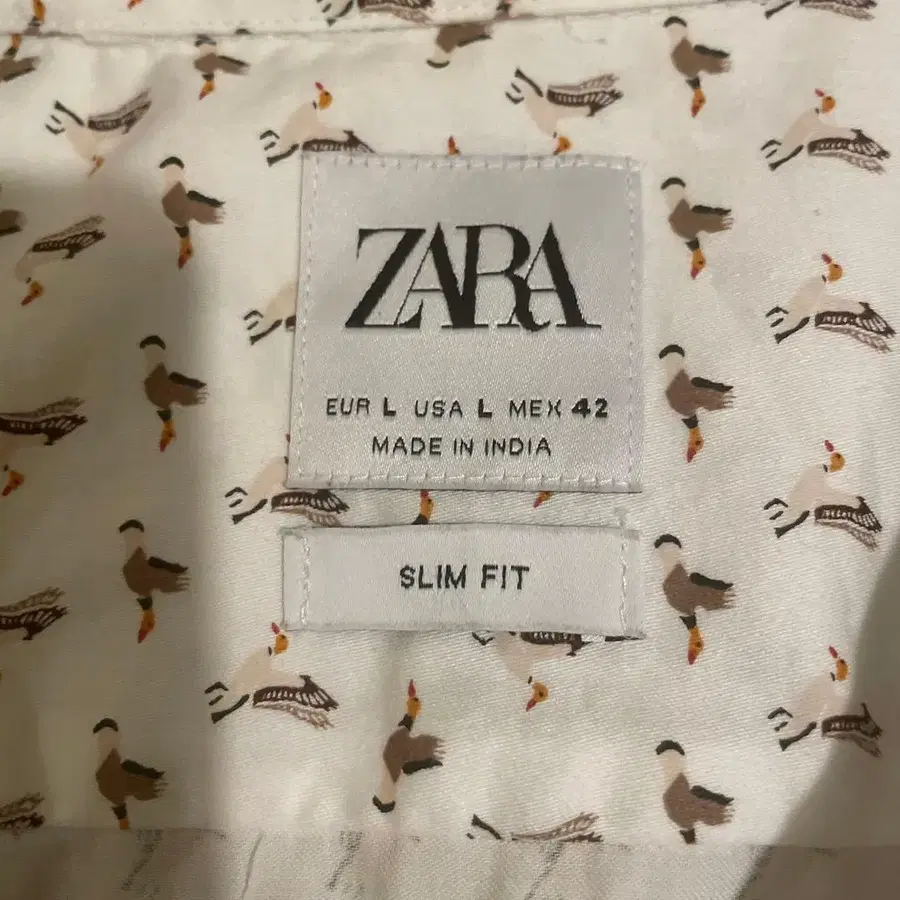 ZARA
EUR L USA L MEX 42
MADE IN INDIA
SLIM FIT